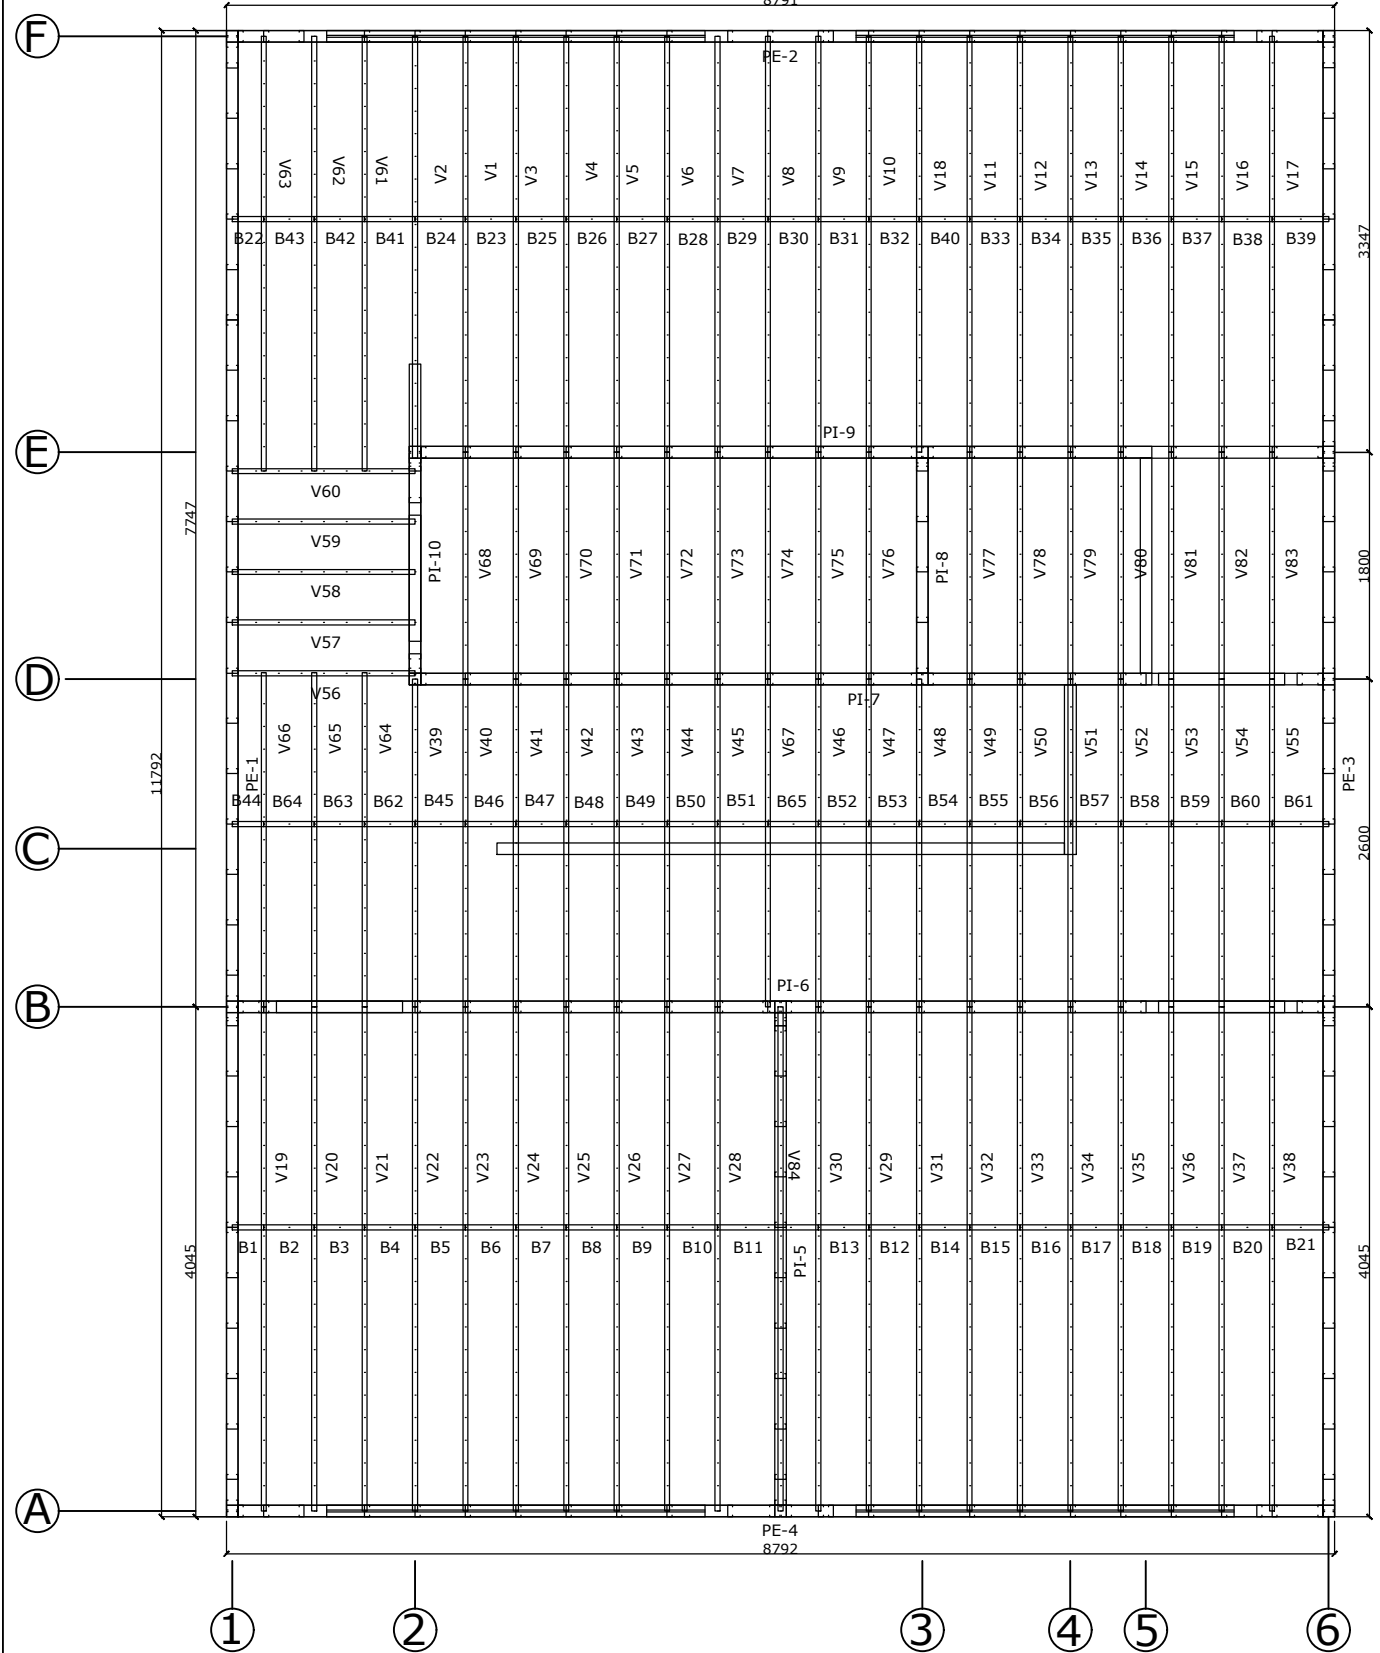 8791
F
PE-2
V63 V62 V61 V2 V1 V3 V4 V5 V6 V7 V8 V9 V10 V18 V11 V12 V13 V14 V15 V16 V17
B22 B43 B42 B41 B24 B23 B25 B26 B27 B28 B29 B30 B31 B32 B40 B33 B34 B35 B36 B37 B38 B39
3347
PI-9
E
V60
7747
V59
PI-10 V68 V69 V70 V71 V72 V73 V74 V75 V76 PI-8 V77 V78 V79 V80 V81 V82 V83
1800
V58
V57
D
V56
PI-7
V66 V65 V64 V39 V40 V41 V42 V43 V44 V45 V67 V46 V47 V48 V49 V50 V51 V52 V53 V54 V55
11792
PE-1
PE-3
B44 B64 B63 B62 B45 B46 B47 B48 B49 B50 B51 B65 B52 B53 B54 B55 B56 B57 B58 B59 B60 B61
C
2600
PI-6
B
V19 V20 V21 V22 V23 V24 V25 V26 V27 V28 V84 V30 V29 V31 V32 V33 V34 V35 V36 V37 V38
B1 B2 B3 B4 B5 B6 B7 B8 B9 B10 B11 B13 B12 B14 B15 B16 B17 B18 B19 B20 B21
4045
PI-5
4045
A
PE-4
8792
1 2 3 4 5 6